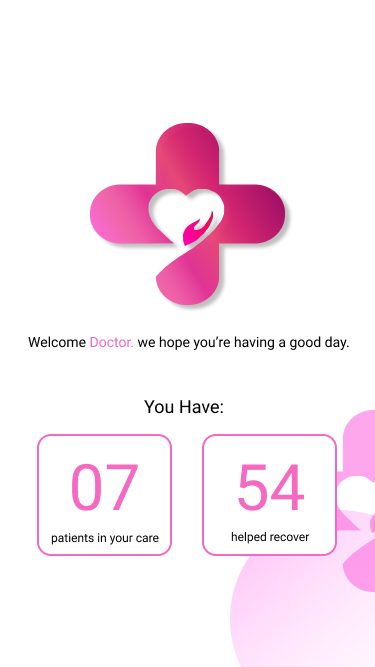 Welcome Doctor. we hope you're having a good day.
You Have:
07
54
patients in your care
helped recover